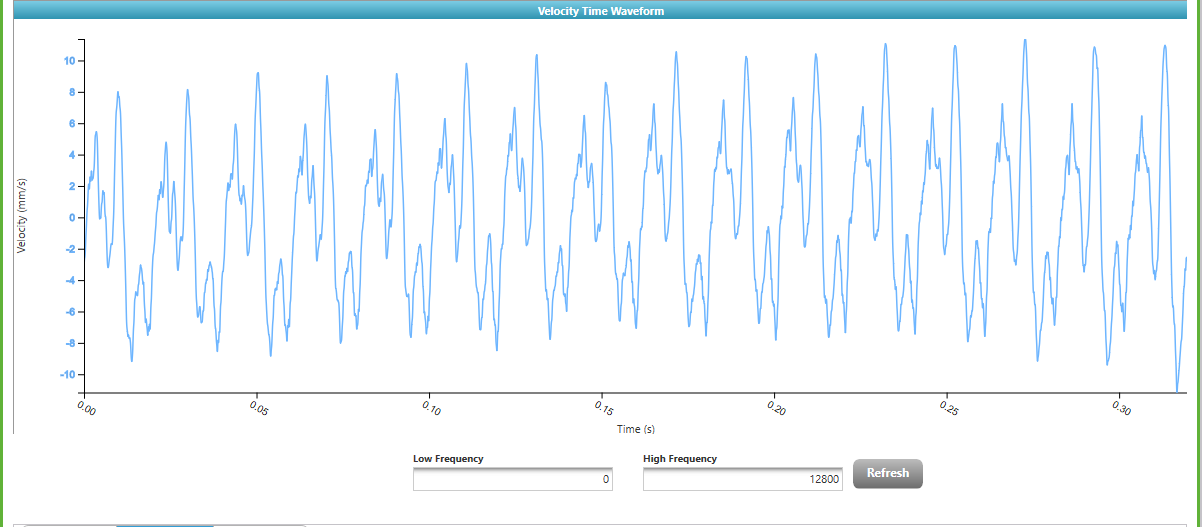 Velocity Time Waveform
10
8
6
4
2
0
-2
-4
-6
-8
-10
Velocity (mm/s)
0.00 0.05 0.10 0.15 0.20 0.25 0.30
Time (s)
Low Frequency High Frequency
0 12800 Refresh